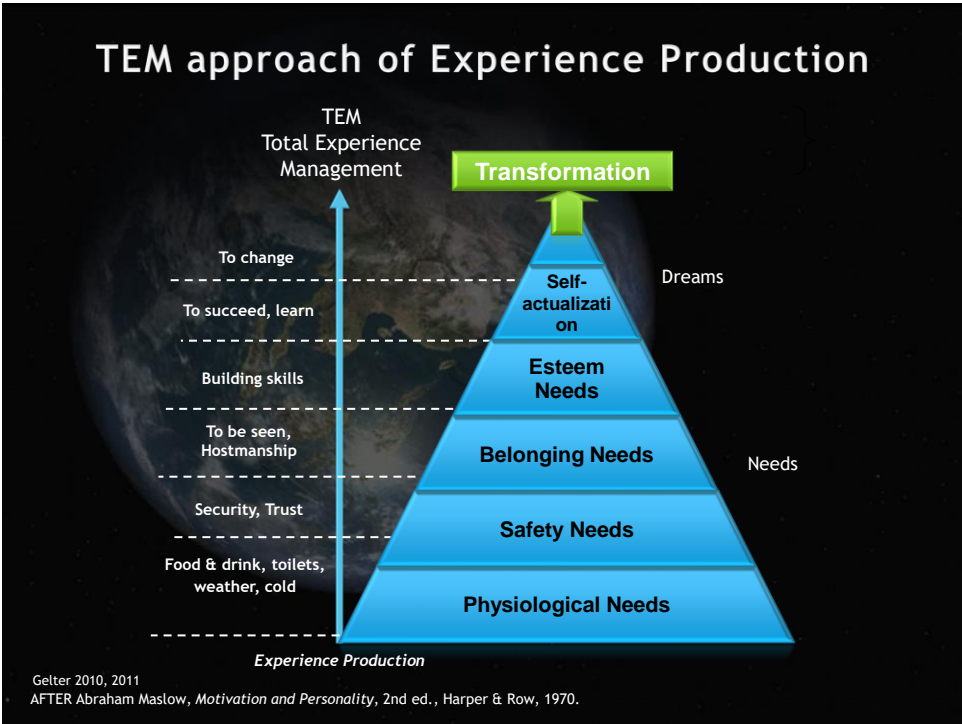 TEM approach of Experience Production
TEM
Total Experience
Management
Transformation
To change
Dreams
Self-
actualizati
on
To succeed, learn
Esteem
Needs
Building skills
To be seen,
Hostmanship
Belonging Needs
Needs
Security, Trust
Safety Needs
Food & drink, toilets,
weather, cold
Physiological Needs
Experience Production
Gelter 2010, 2011
AFTER Abraham Maslow, Motivation and Personality, 2nd ed., Harper & Row, 1970.